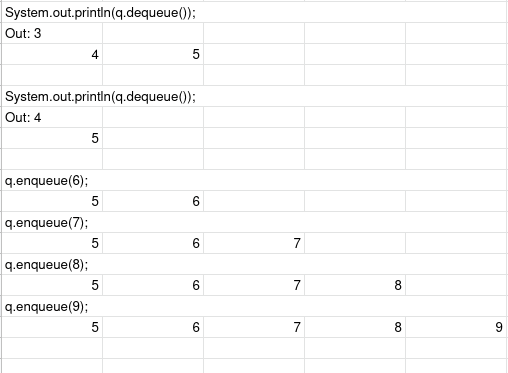 System.out.println(q.dequeue());
Out: 3
4 5
System.out.println(q.dequeue());
Out: 4
5
q.enqueue(6);
5 6
q.enqueue(7);
5 6 7
q.enqueue(8);
5 6 7 8
q.enqueue(9);
5 6 7 8 9